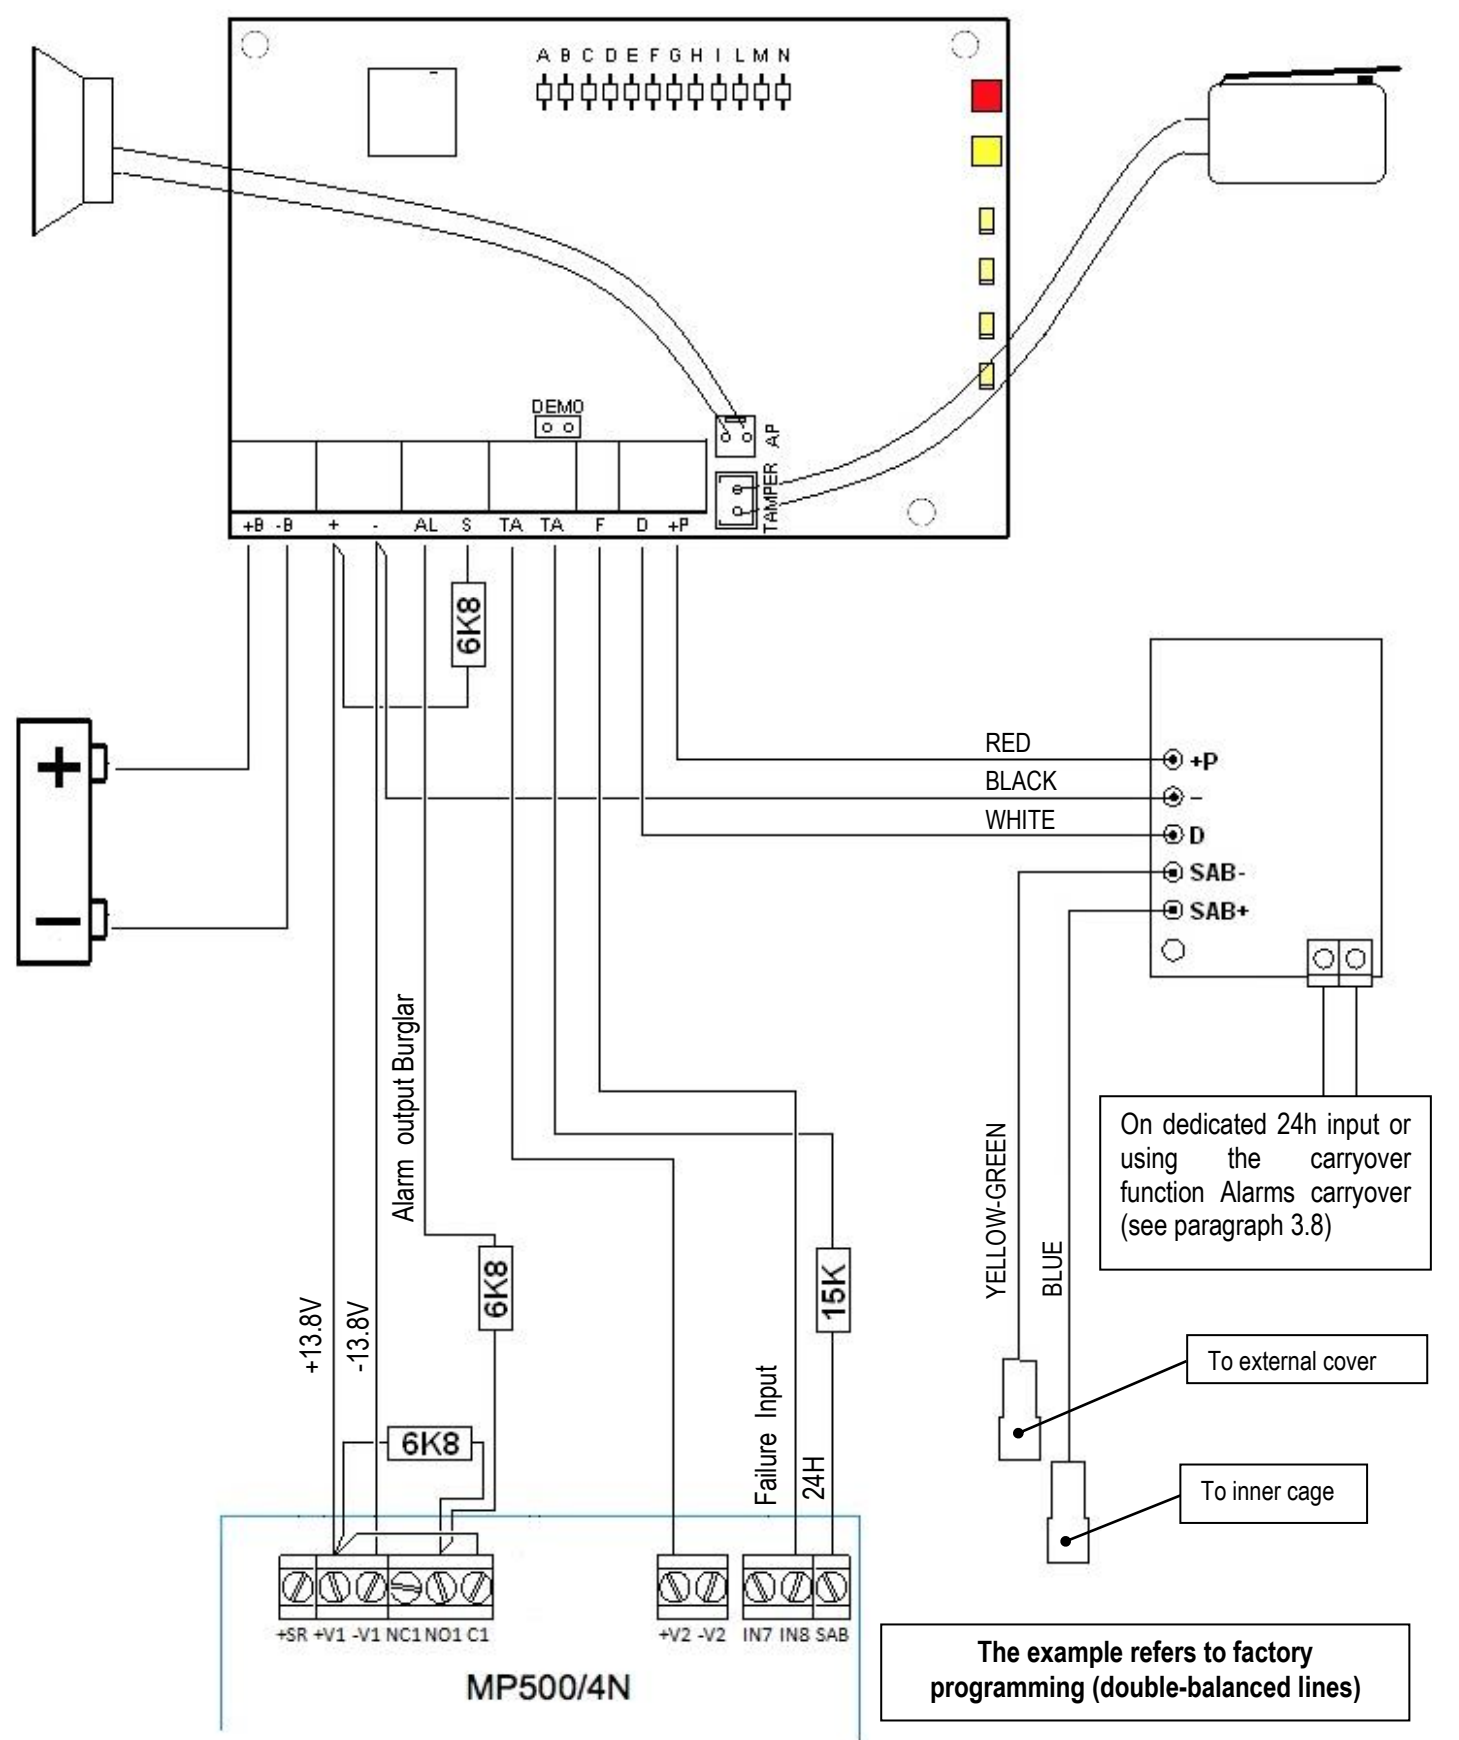 A B C D E F G H I L M N
DEMO
AP
TAMPER
+B -B + - AL S TA TA F D +P
6K8
RED
BLACK
WHITE
+P
–
D
SAB-
SAB+
+
—
Alarm output Burglar
On dedicated 24h input or
using the carryover
function Alarms carryover
(see paragraph 3.8)
YELLOW-GREEN
BLUE
6K8
15K
+13.8V
-13.8V
To external cover
Failure Input
24H
6K8
To inner cage
+SR +V1 -V1 NC1 NO1 C1
+V2 -V2
IN7 IN8 SAB
MP500/4N
The example refers to factory
programming (double-balanced lines)